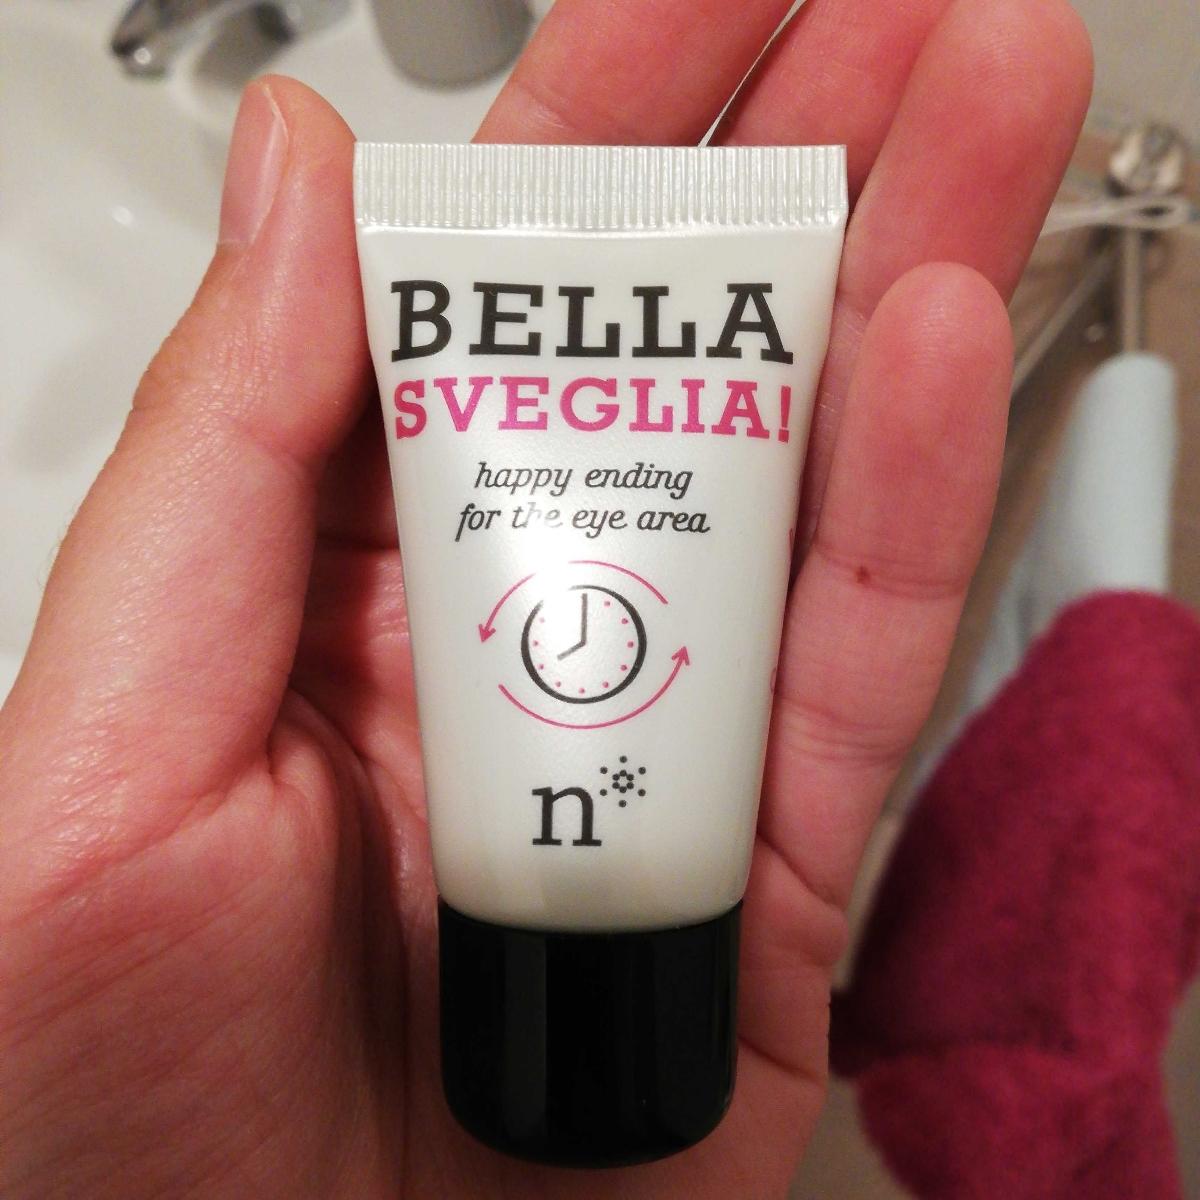 BELLA
SVEGLIA!
happy ending
for the eye area
n